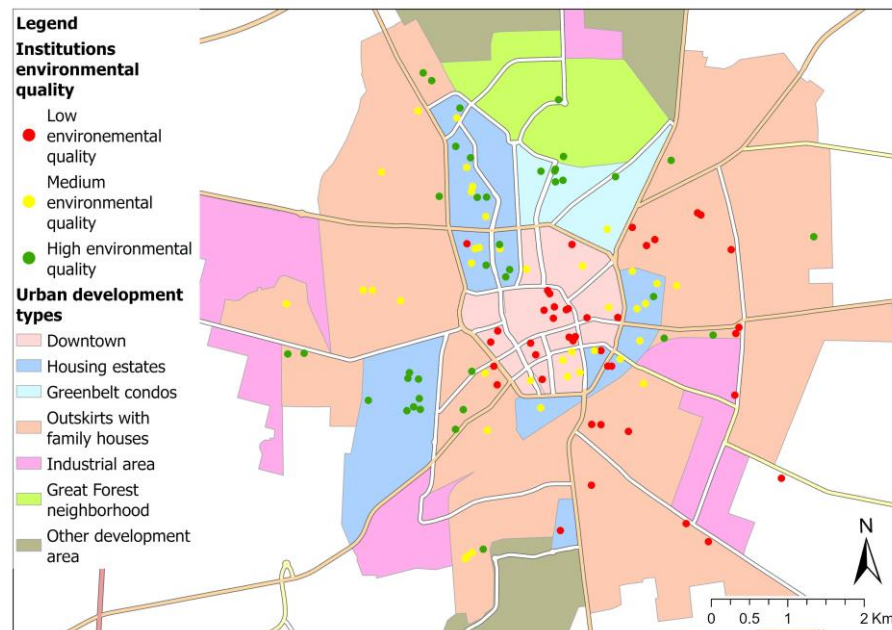 Legend
Institutions
environmental
quality
Low
environemental
quality
Medium
environmental
quality
High environmental
quality
Urban development
types
Downtown
Housing estates
Greenbelt condos
Outskirts with
family houses
Industrial area
Great Forest
neighborhood
Other development
area
N
0 0.5 1 2 Km